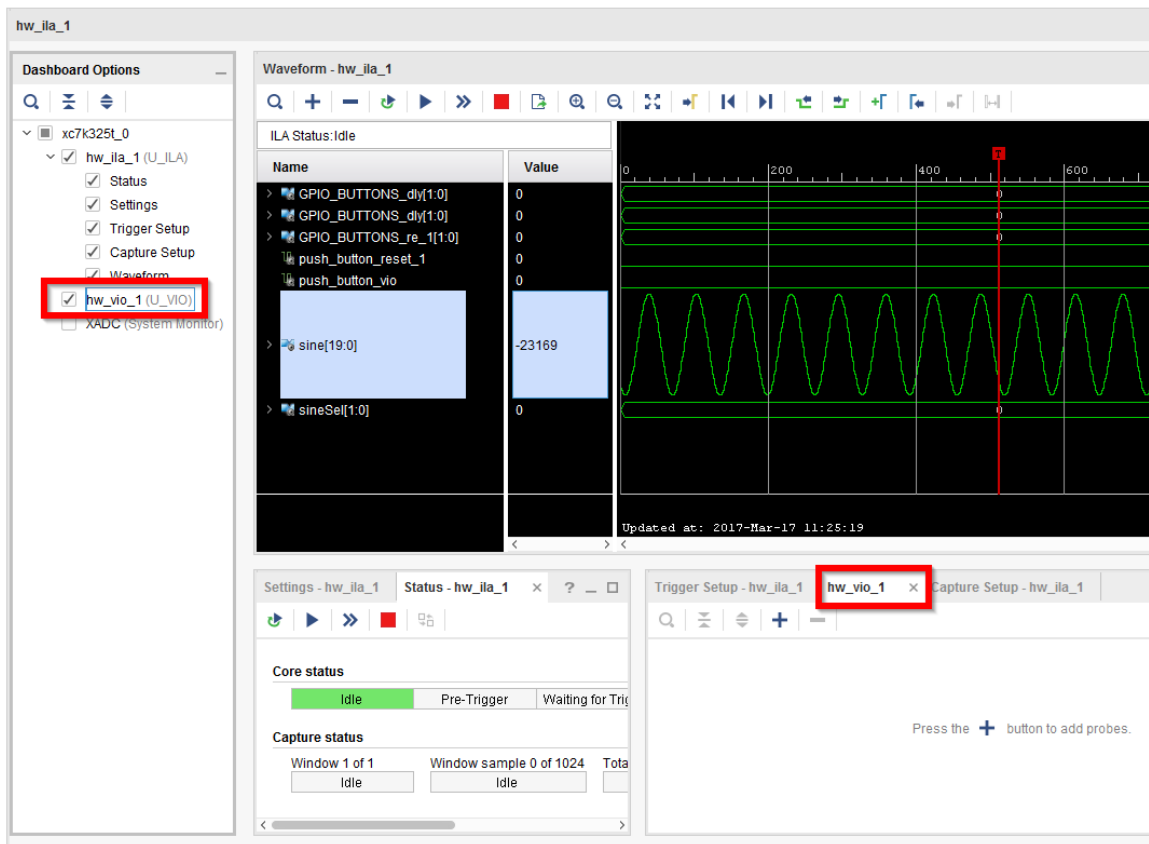 hw_ila_1
Dashboard Options
xc7k325t_0
hw_ila_1 (U_ILA)
Status
Settings
Trigger Setup
Capture Setup
Waveform
hw_vio_1 (U_VIO)
XADC (System Monitor)
Waveform - hw_ila_1
ILA Status:Idle
Name Value
0 200 400 600
T
GPIO_BUTTONS_dly[1:0] 0 0
GPIO_BUTTONS_dly[1:0] 0 0
GPIO_BUTTONS_re_1[1:0] 0 0
push_button_reset_1 0
push_button_vio 0
sine[19:0] -23169
sineSel[1:0] 0 0
Updated at: 2017-Mar-17 11:25:19
Settings - hw_ila_1 Status - hw_ila_1 × ?
Core status
Idle Pre-Trigger Waiting for Trig
Capture status
Window 1 of 1 Window sample 0 of 1024 Tota
Idle Idle
Trigger Setup - hw_ila_1 hw_vio_1 × Capture Setup - hw_ila_1
Press the + button to add probes.